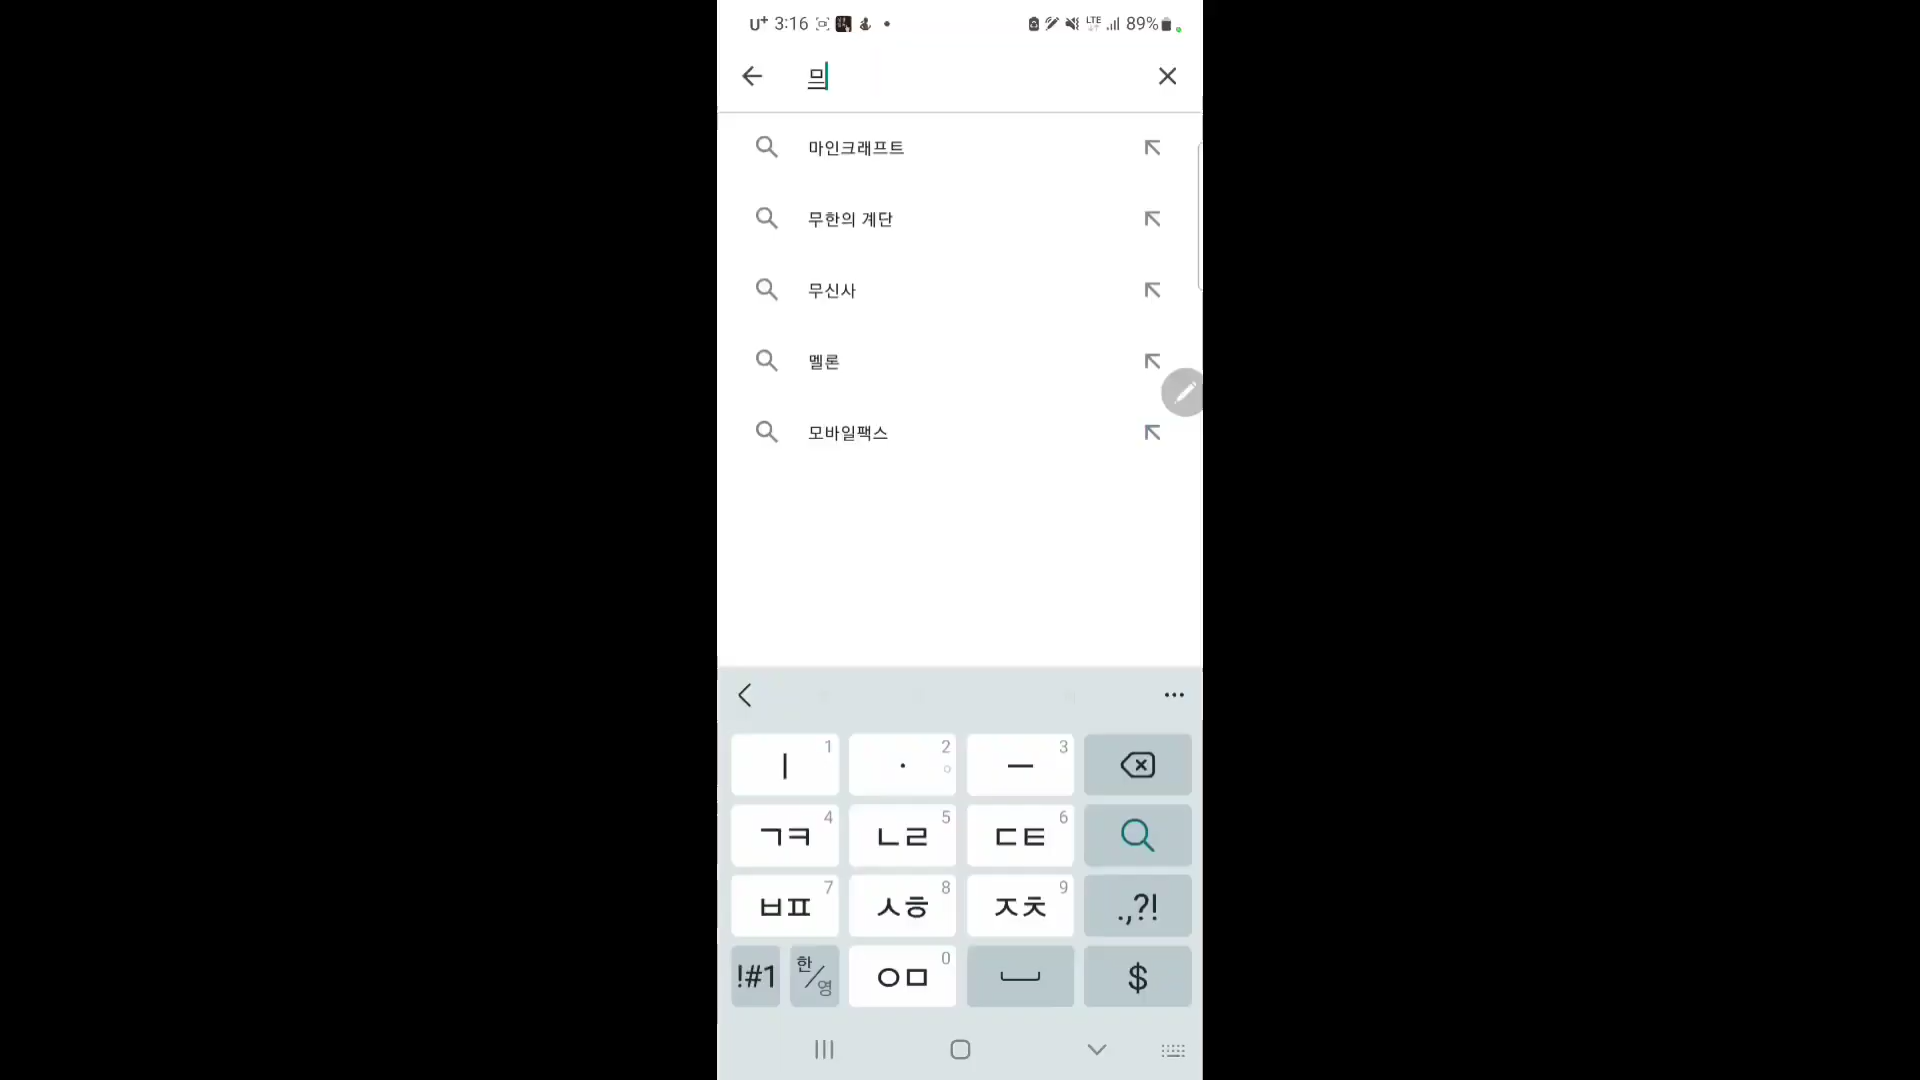 U+ 3:16 LTE 89%
므
마인크래프트
무한의 계단
무신사
멜론
모바일팩스
ㅣ 1 · 2 ㅡ 3
ㄱㅋ 4 ㄴㄹ 5 ㄷㅌ 6
ㅂㅍ 7 ㅅㅎ 8 ㅈㅊ 9 .,?!
!#1 한/영 ㅇㅁ 0 $